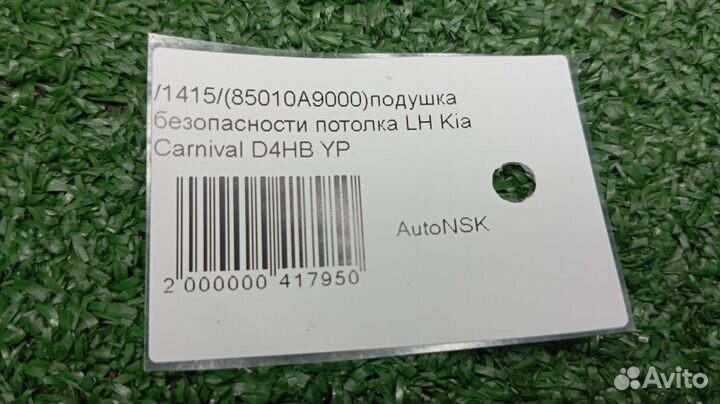 /1415/(85010A9000)подушка
безопасности потолка LH Kia
Carnival D4HB YP
AutoNSK
2 000000 417950
Avito